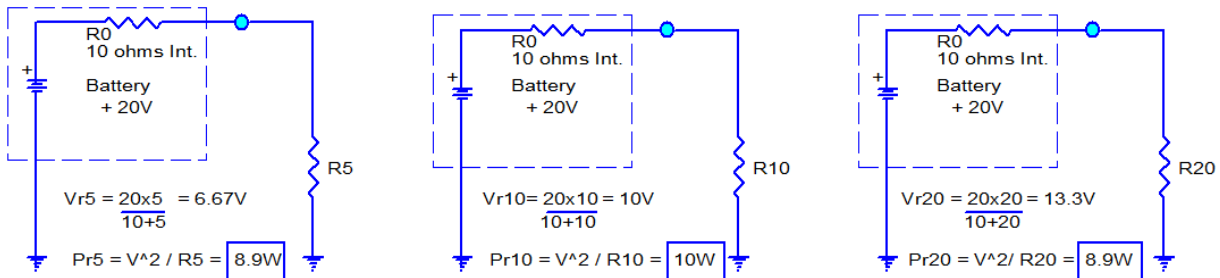 R0
10 ohms Int.
+
Battery
+ 20V
R5
Vr5 = 20x5 = 6.67V
10+5
Pr5 = V^2 / R5 = 8.9W
R0
10 ohms Int.
+
Battery
+ 20V
R10
Vr10= 20x10 = 10V
10+10
Pr10 = V^2 / R10 = 10W
R0
10 ohms Int.
+
Battery
+ 20V
R20
Vr20 = 20x20 = 13.3V
10+20
Pr20 = V^2/ R20 = 8.9W